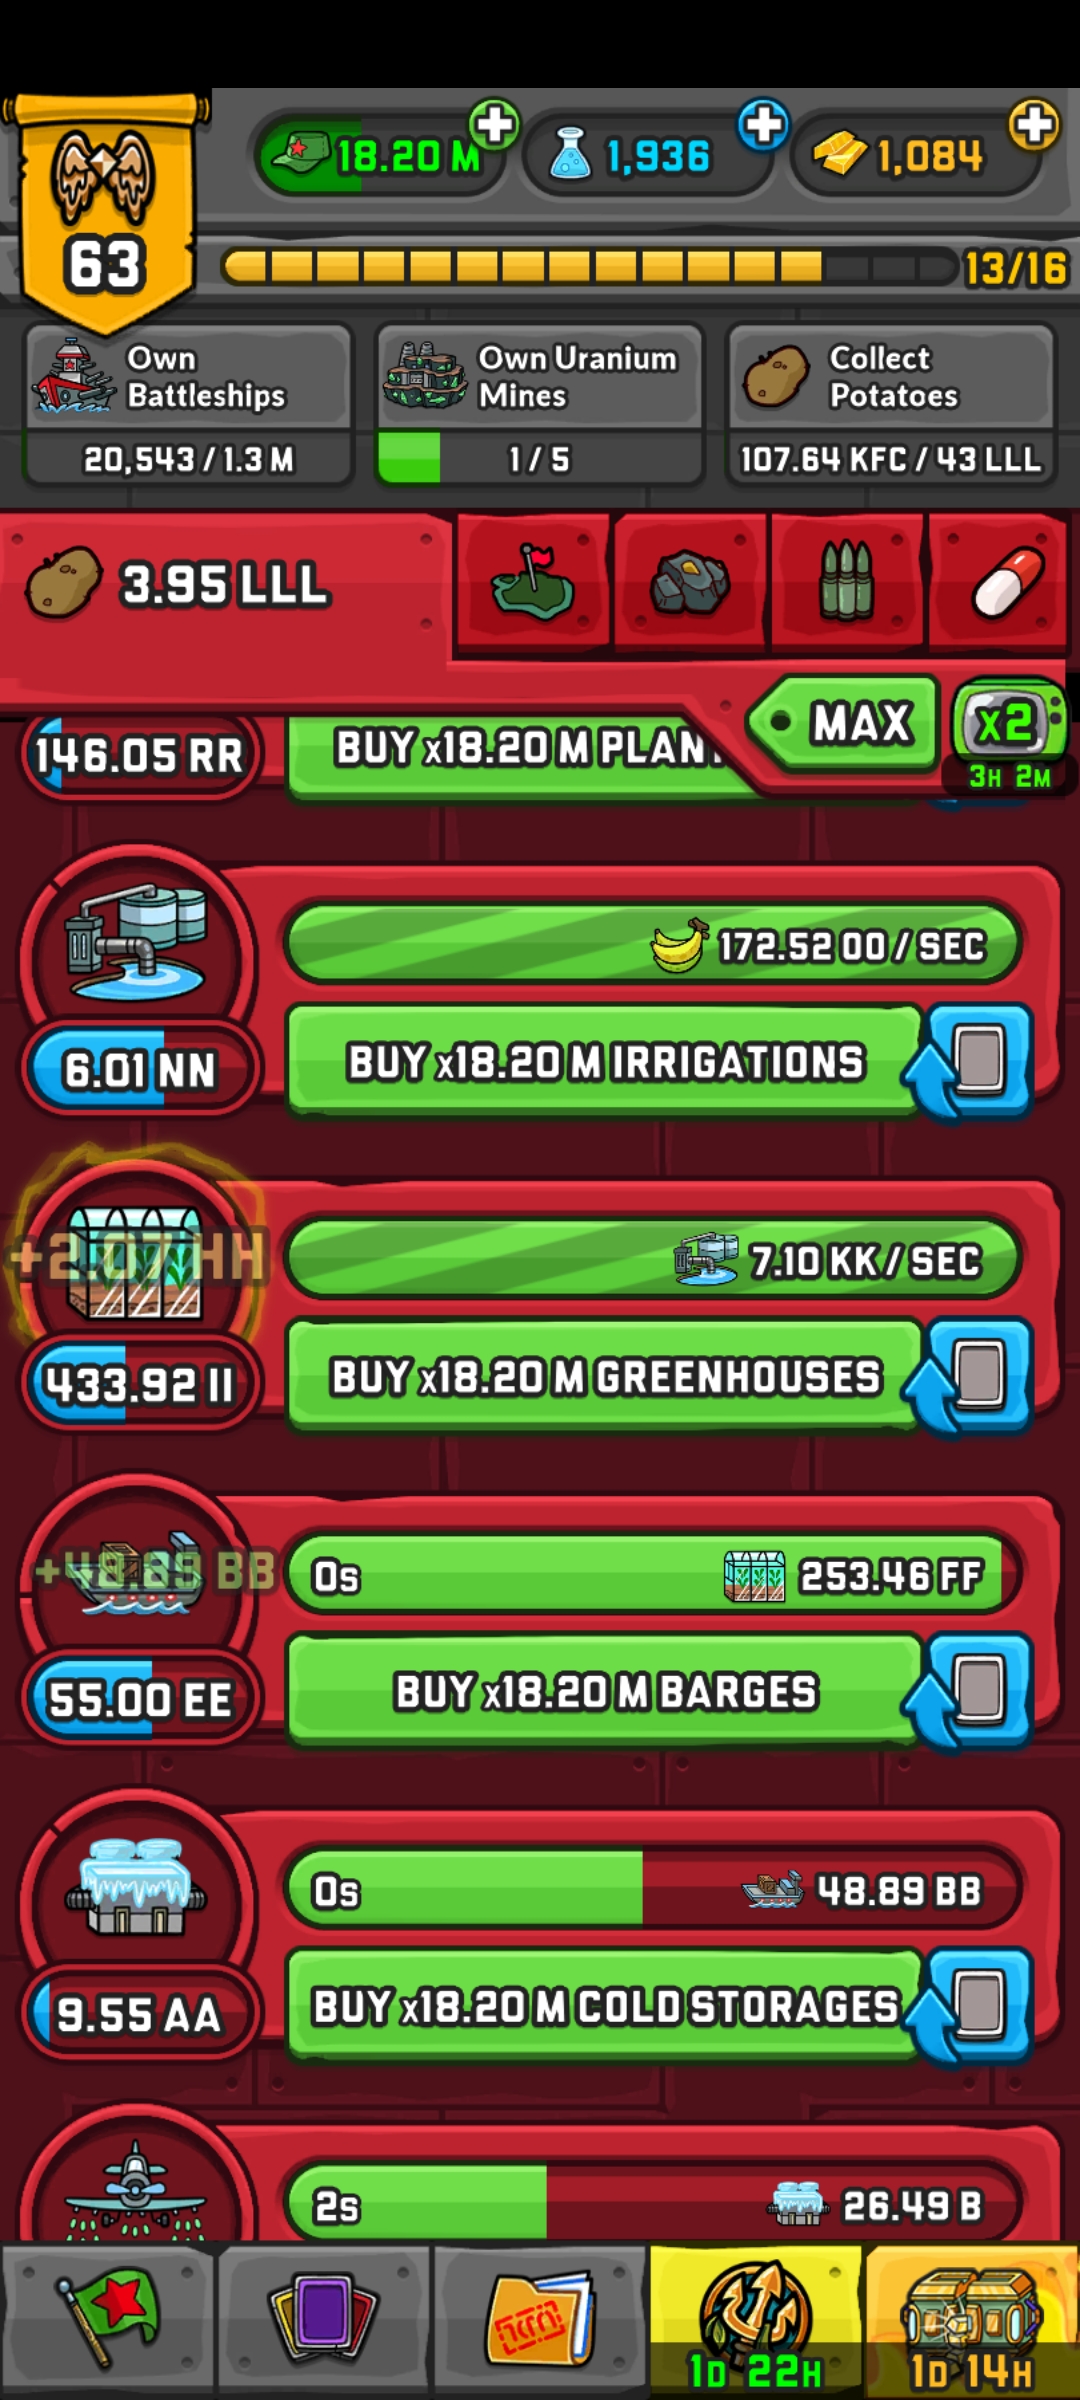 18.20 M
1,936
1,084
63
13/16
Own
Battleships
20,543 / 1.3 M
Own Uranium
Mines
1 / 5
Collect
Potatoes
107.64 KFC / 43 LLL
3.95 LLL
MAX
X2
3H 2M
146.05 RR
BUY x18.20 M PLAN
172.52 OO / SEC
6.01 NN
BUY x18.20 M IRRIGATIONS
+2.07 HH
7.10 KK / SEC
433.92 II
BUY x18.20 M GREENHOUSES
+48.89 BB
0s
253.46 FF
55.00 EE
BUY x18.20 M BARGES
0s
48.89 BB
9.55 AA
BUY x18.20 M COLD STORAGES
2s
26.49 B
1D 22H
1D 14H